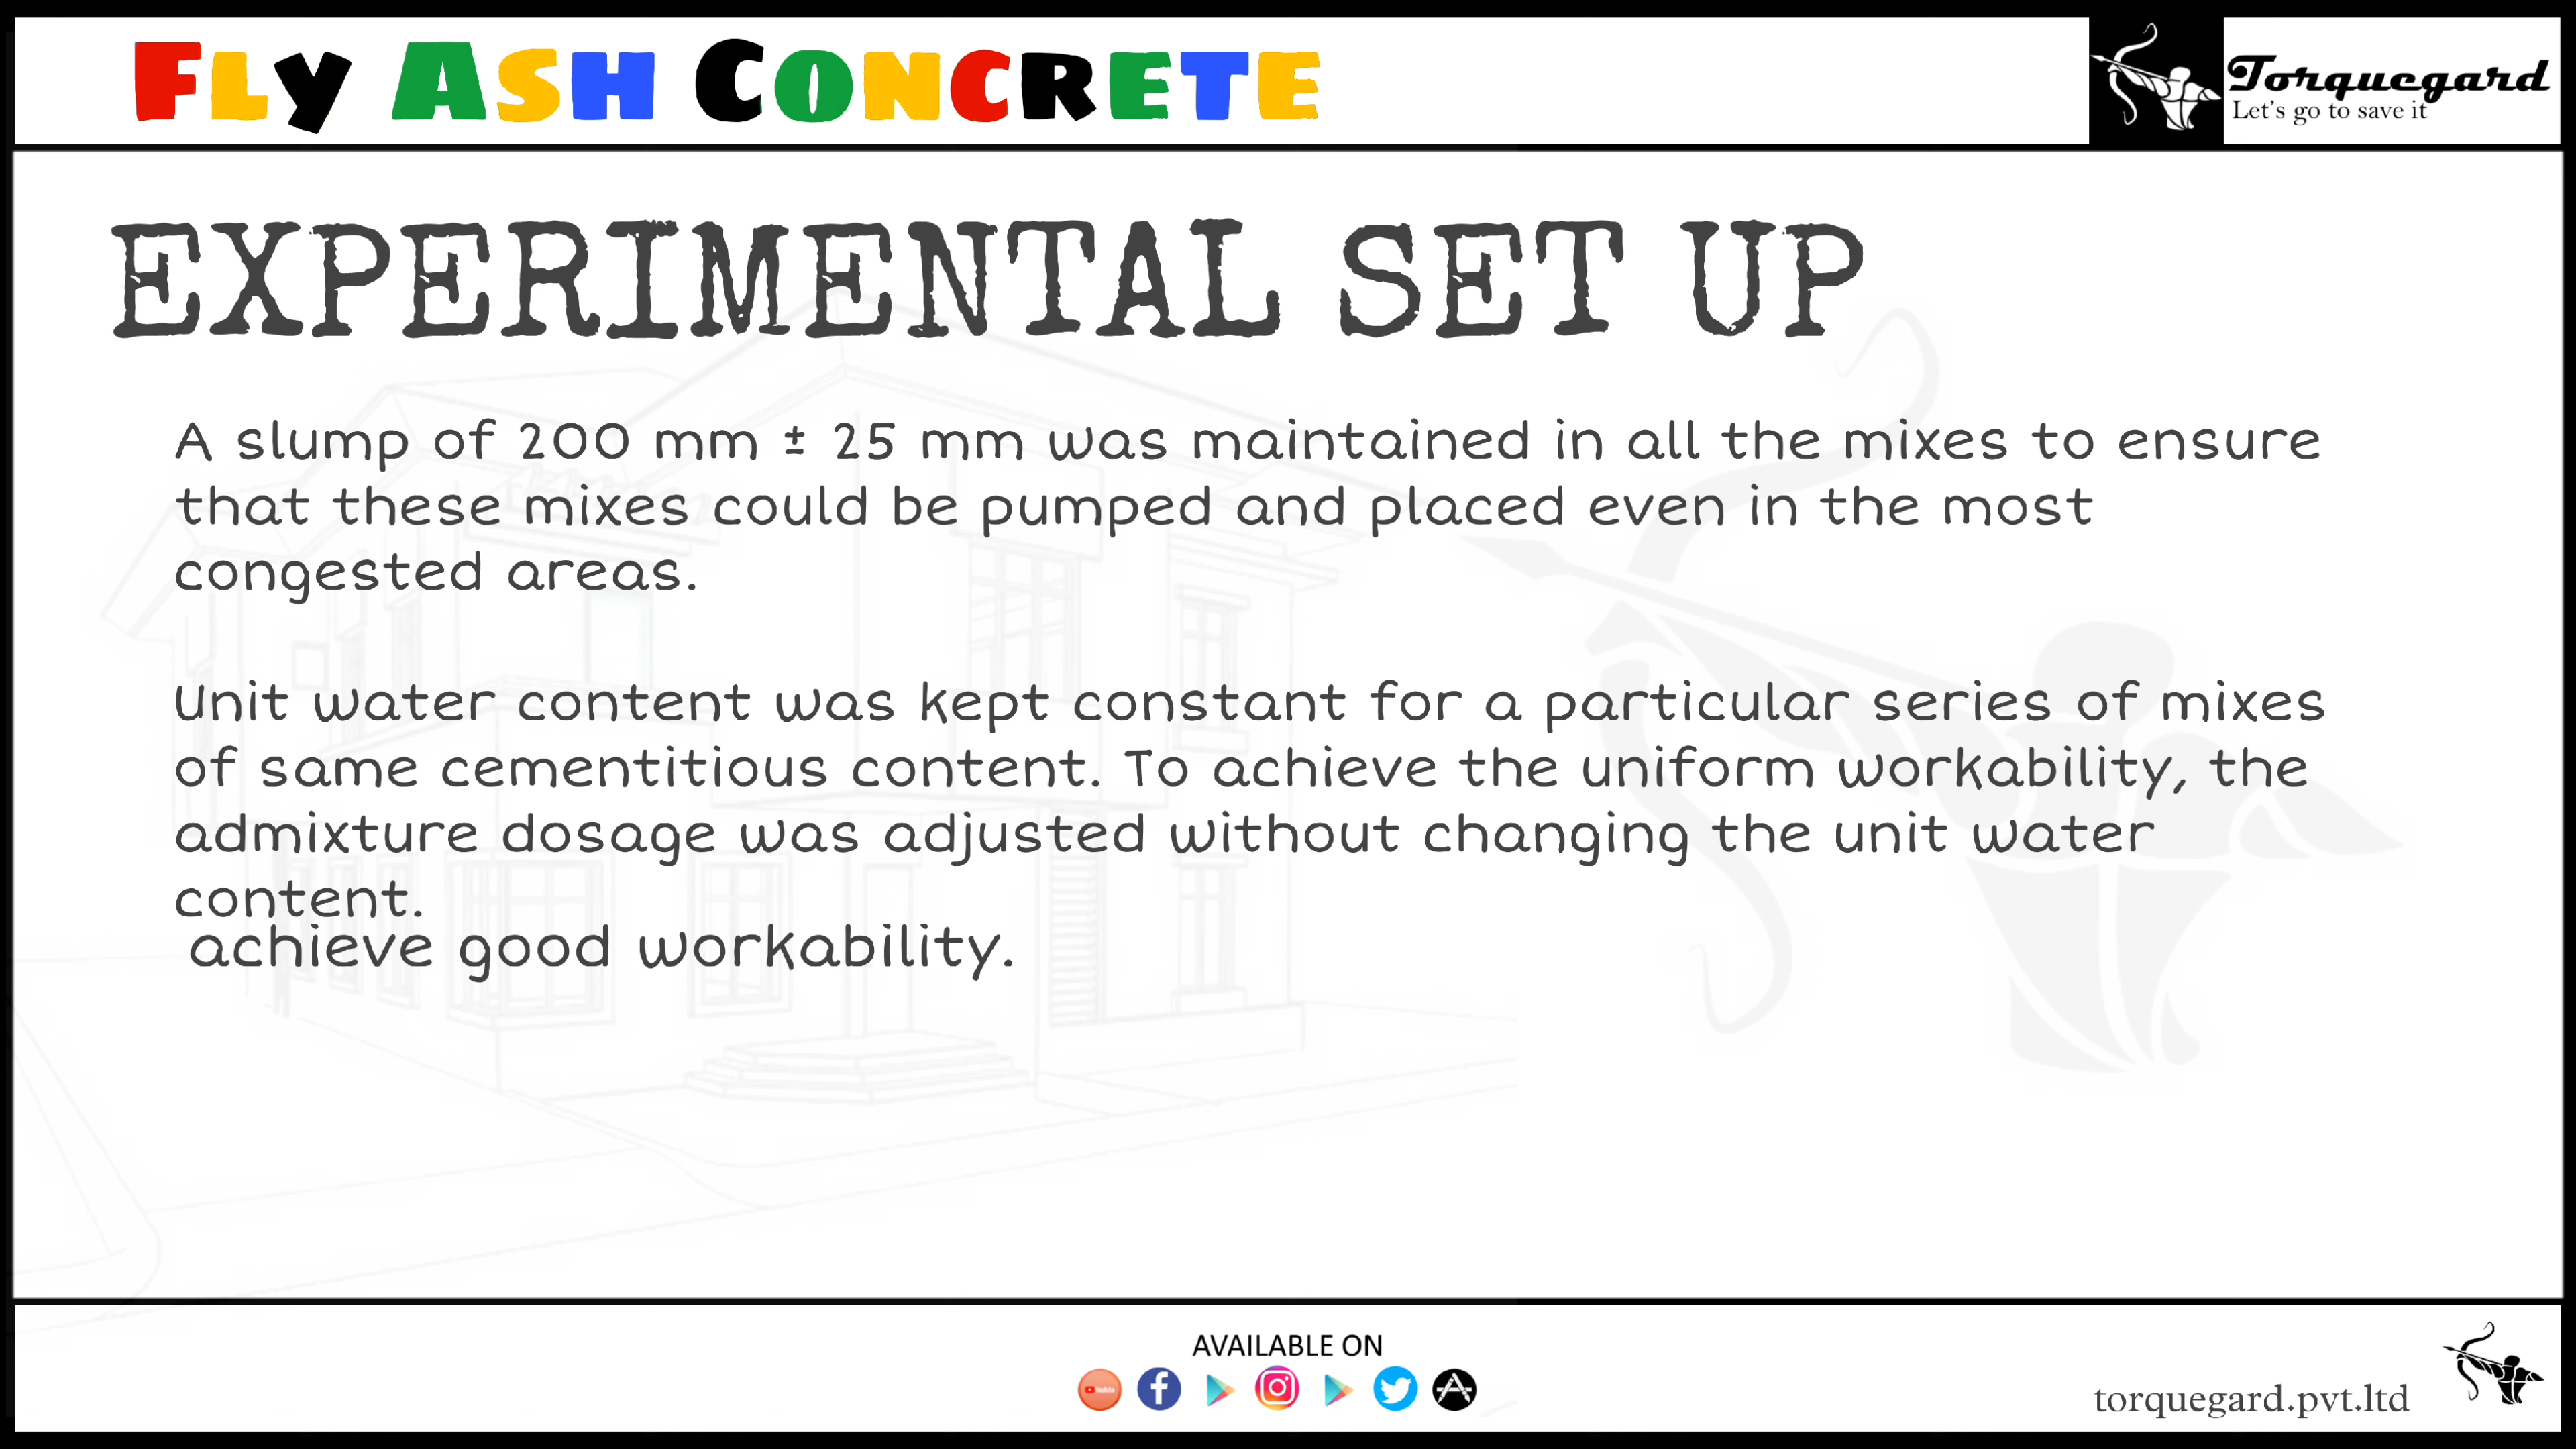 Fly Ash Concrete
Torquegard
Let's go to save it
EXPERIMENTAL SET UP
A slump of 200 mm ± 25 mm was maintained in all the mixes to ensure
that these mixes could be pumped and placed even in the most
congested areas.
Unit water content was kept constant for a particular series of mixes
of same cementitious content. To achieve the uniform workability, the
admixture dosage was adjusted without changing the unit water
content.
achieve good workability.
AVAILABLE ON
torquegard.pvt.ltd